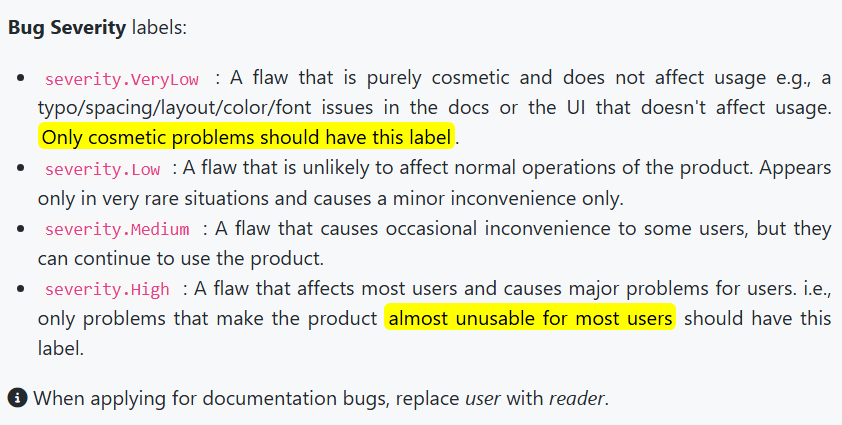 Bug Severity labels:
• severity.VeryLow : A flaw that is purely cosmetic and does not affect usage e.g., a
typo/spacing/layout/color/font issues in the docs or the UI that doesn't affect usage.
Only cosmetic problems should have this label.
• severity.Low : A flaw that is unlikely to affect normal operations of the product. Appears
only in very rare situations and causes a minor inconvenience only.
• severity.Medium : A flaw that causes occasional inconvenience to some users, but they
can continue to use the product.
• severity.High : A flaw that affects most users and causes major problems for users. i.e.,
only problems that make the product almost unusable for most users should have this
label.
When applying for documentation bugs, replace user with reader.